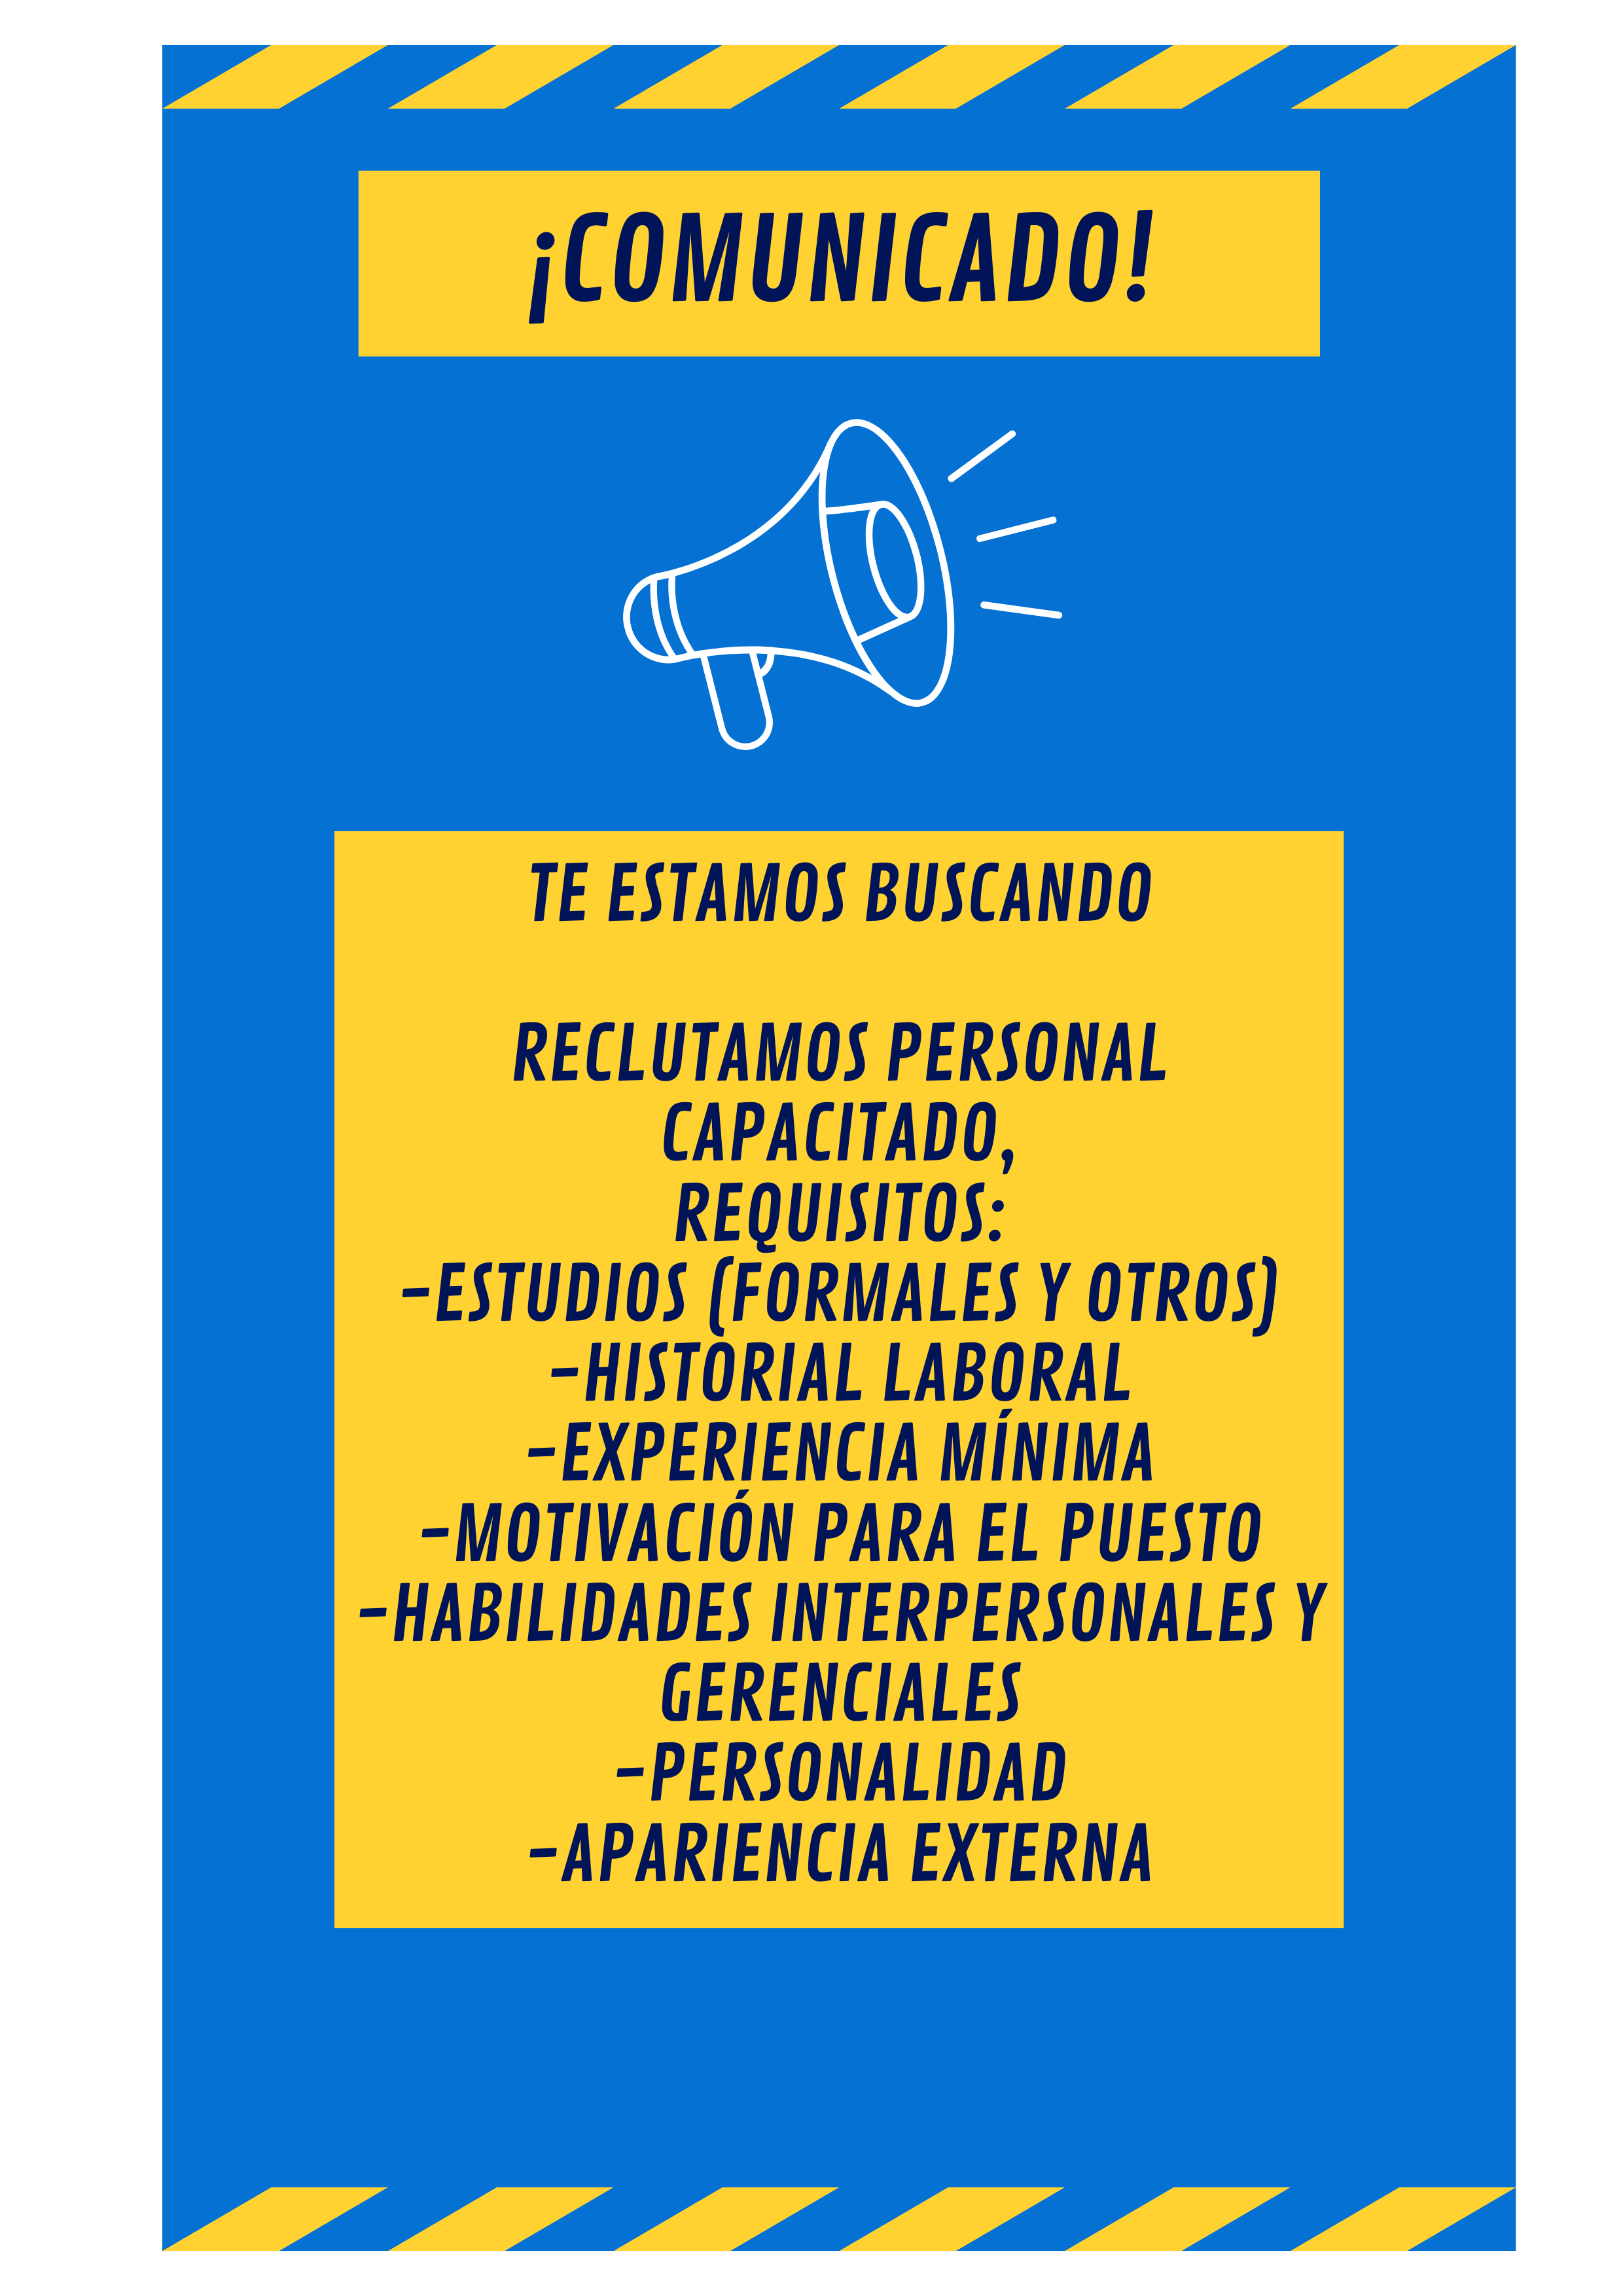 ¡COMUNICADO!
TE ESTAMOS BUSCANDO
RECLUTAMOS PERSONAL
CAPACITADO,
REQUISITOS:
-ESTUDIOS (FORMALES Y OTROS)
-HISTORIAL LABORAL
-EXPERIENCIA MÍNIMA
-MOTIVACIÓN PARA EL PUESTO
-HABILIDADES INTERPERSONALES Y
GERENCIALES
-PERSONALIDAD
-APARIENCIA EXTERNA